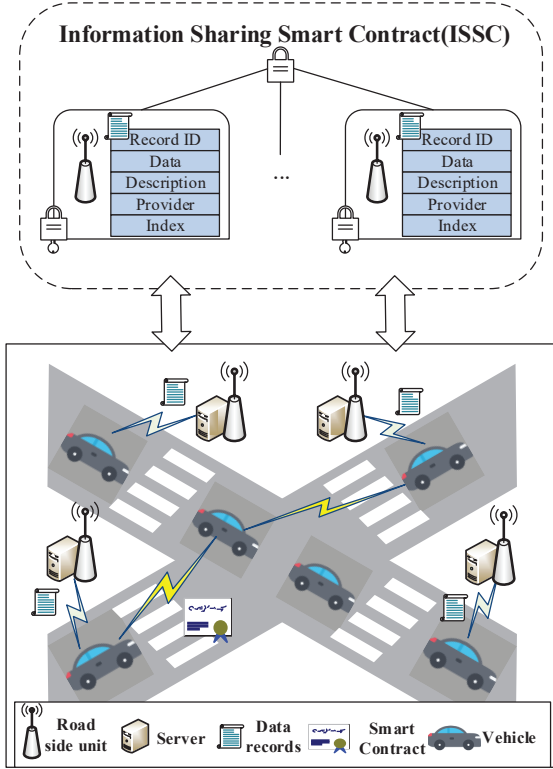 Information Sharing Smart Contract(ISSC)
Record ID
Data
Description
Provider
Index
...
Record ID
Data
Description
Provider
Index
Road side unit
Server
Data records
Smart Contract
Vehicle